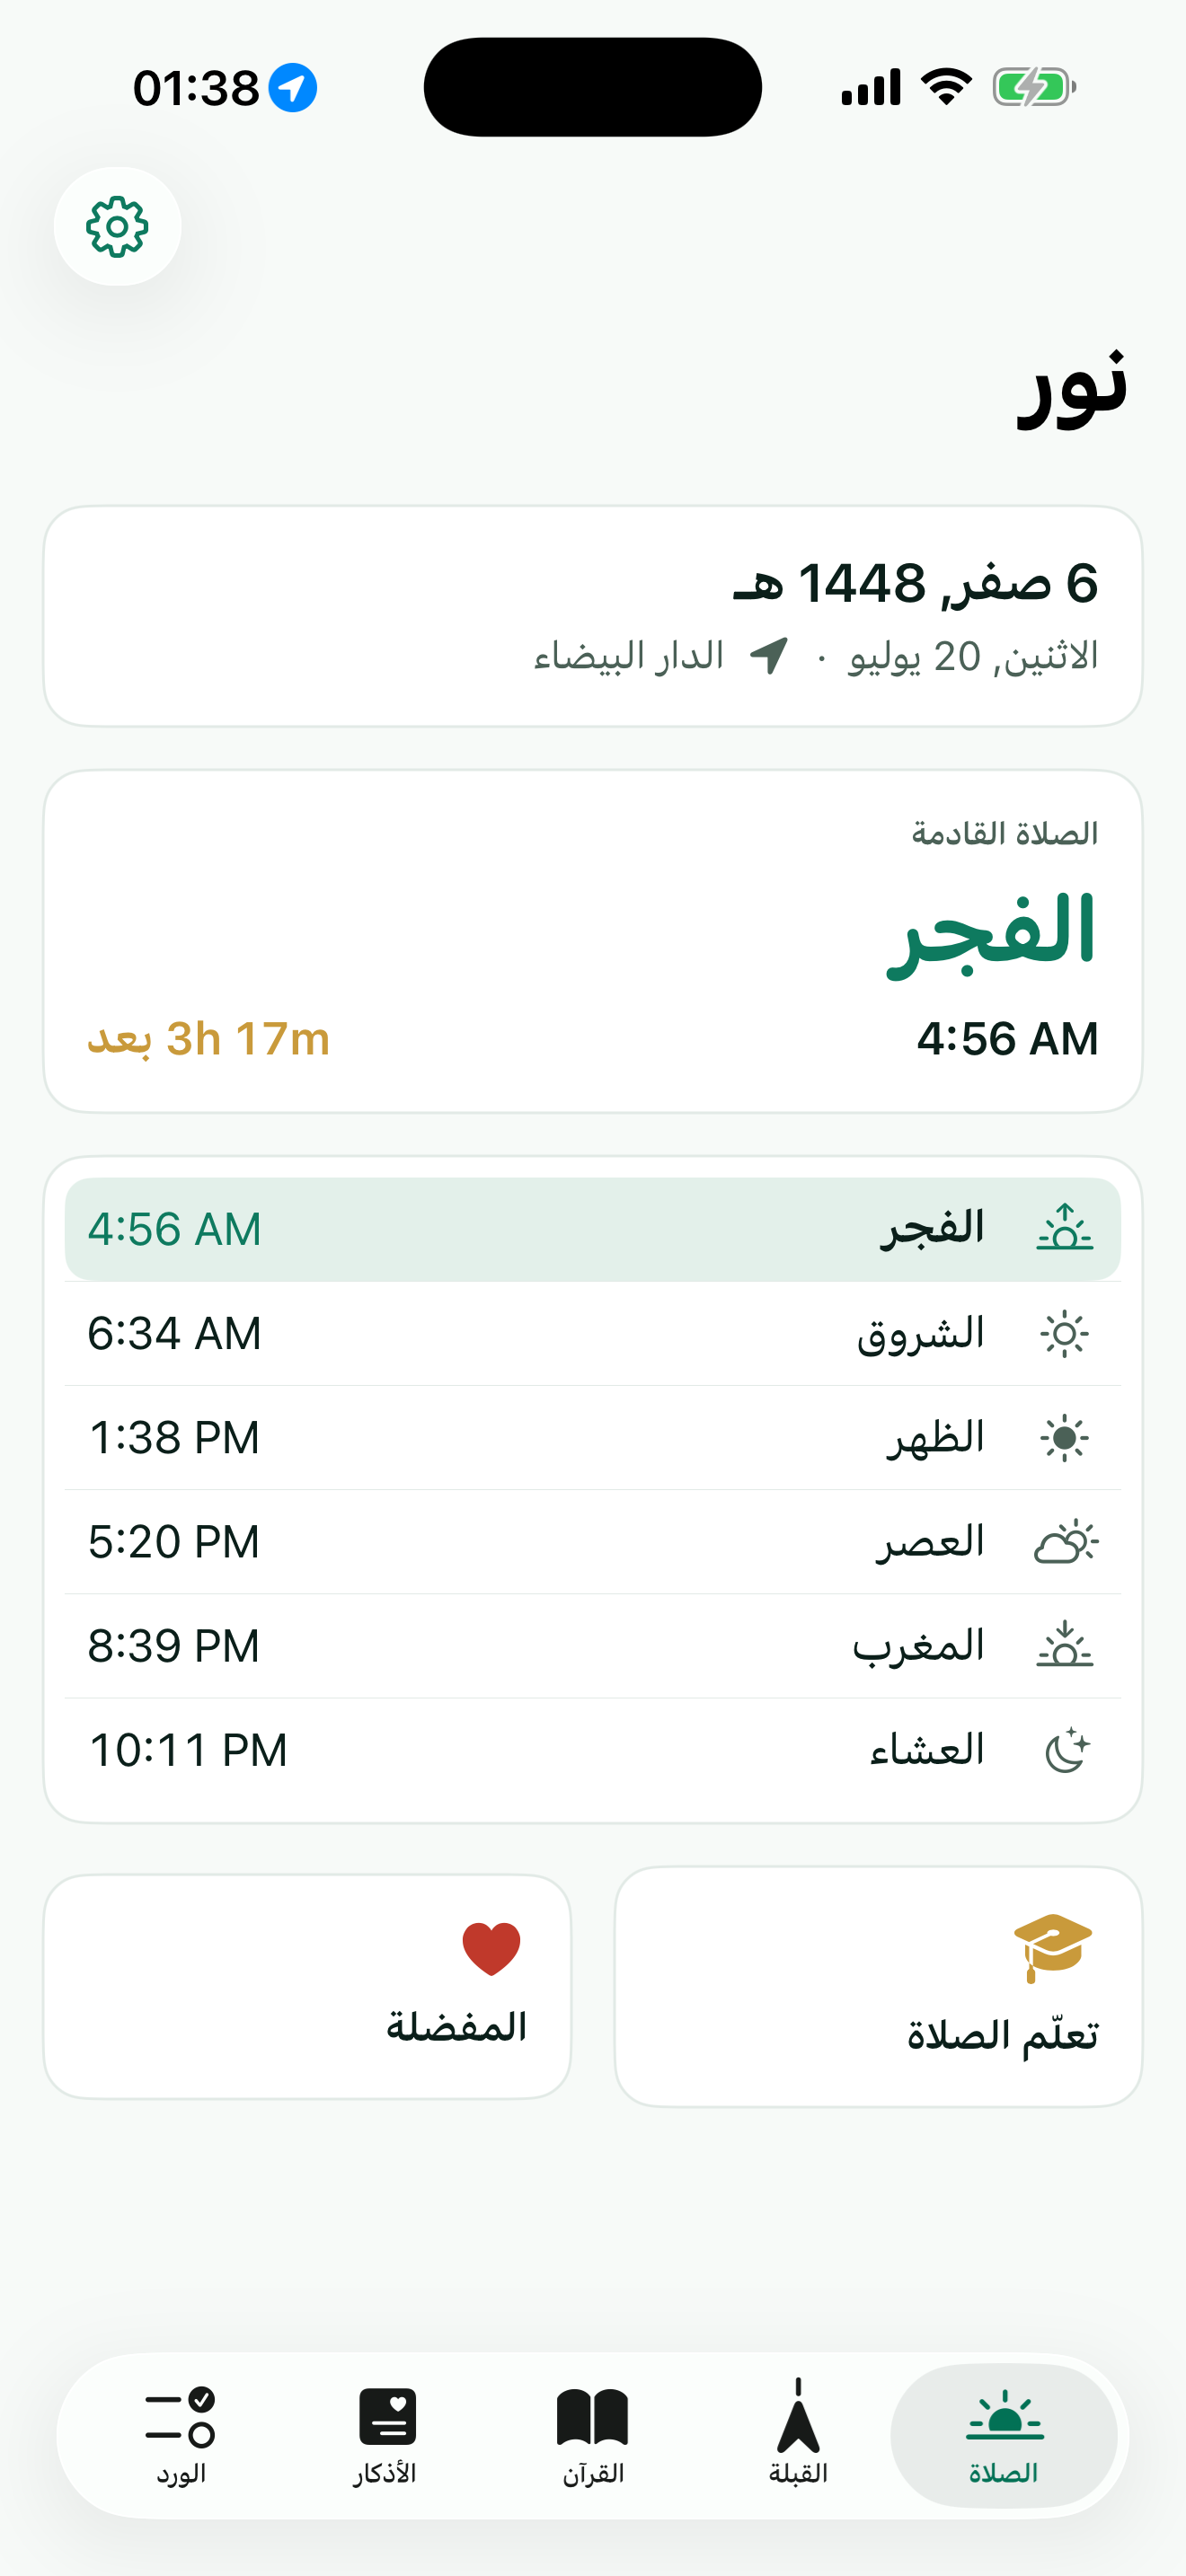 01:38
نور
6 صفر, 1448 هـ
الاثنين, 20 يوليو · الدار البيضاء
الصلاة القادمة
الفجر
4:56 AM
بعد 3h 17m
الفجر 4:56 AM
الشروق 6:34 AM
الظهر 1:38 PM
العصر 5:20 PM
المغرب 8:39 PM
العشاء 10:11 PM
تعلّم الصلاة
المفضلة
الصلاة
القبلة
القرآن
الأذكار
الورد